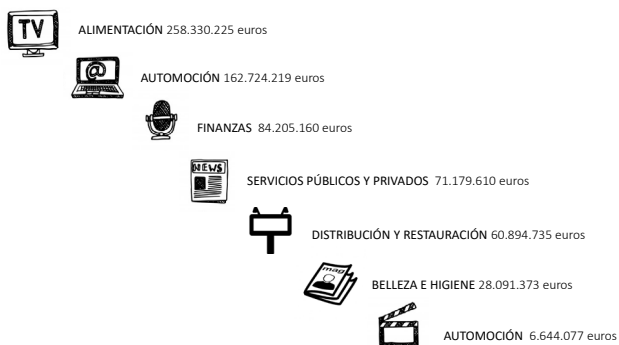 TV
ALIMENTACIÓN 258.330.225 euros
@
AUTOMOCIÓN 162.724.219 euros
FINANZAS 84.205.160 euros
NEWS
SERVICIOS PÚBLICOS Y PRIVADOS 71.179.610 euros
DISTRIBUCIÓN Y RESTAURACIÓN 60.894.735 euros
mag
BELLEZA E HIGIENE 28.091.373 euros
AUTOMOCIÓN 6.644.077 euros